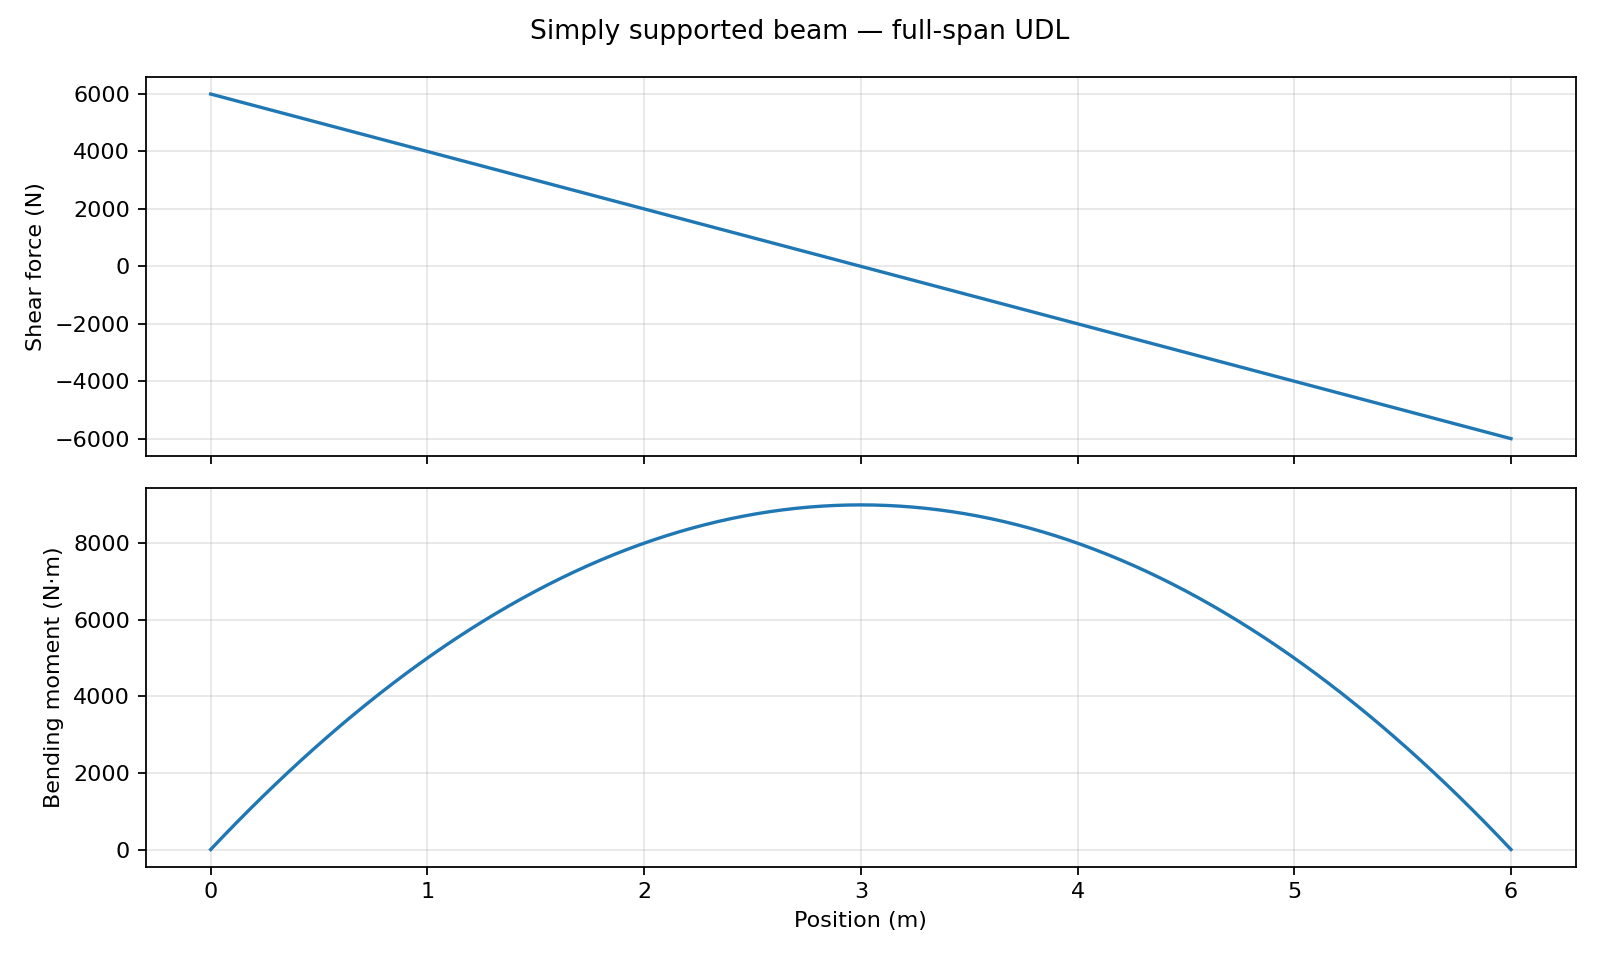 Simply supported beam — full-span UDL
Shear force (N)
6000
4000
2000
0
−2000
−4000
−6000
Bending moment (N·m)
8000
6000
4000
2000
0
0 1 2 3 4 5 6
Position (m)